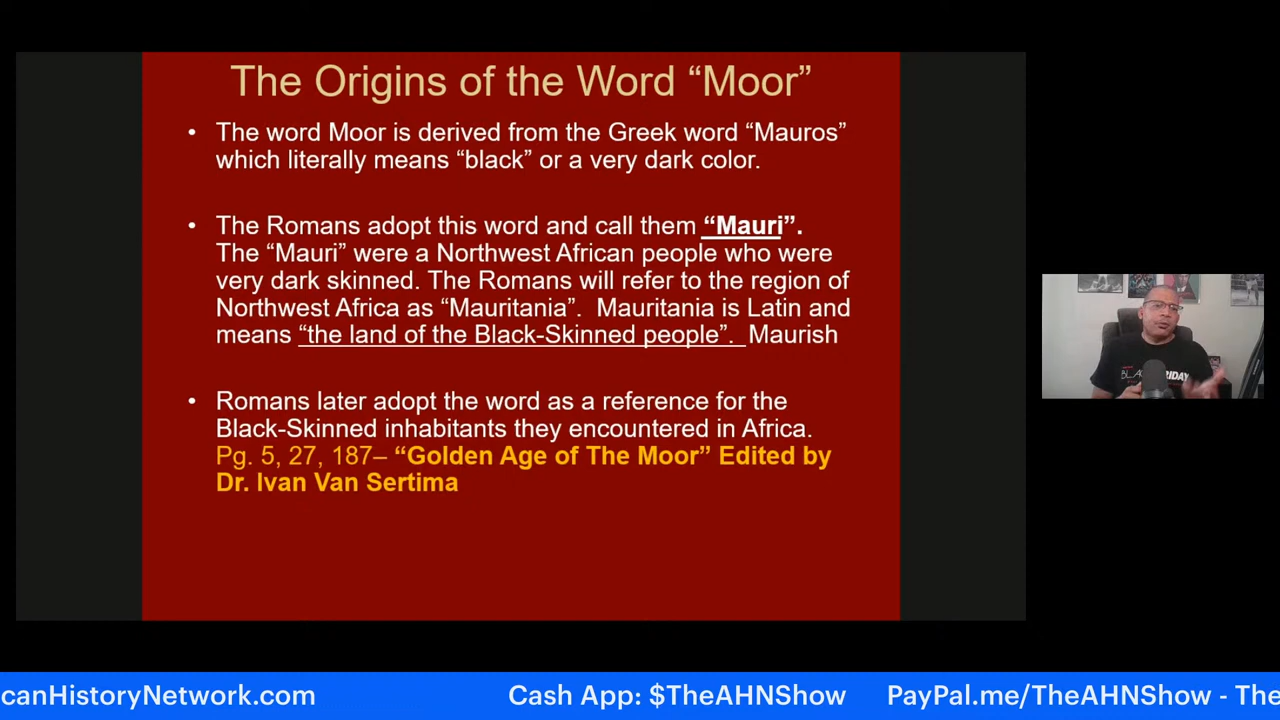 The Origins of the Word “Moor”
• The word Moor is derived from the Greek word “Mauros”
which literally means “black” or a very dark color.
• The Romans adopt this word and call them “Mauri”.
The “Mauri” were a Northwest African people who were
very dark skinned. The Romans will refer to the region of
Northwest Africa as “Mauritania”. Mauritania is Latin and
means “the land of the Black-Skinned people”. Maurish
• Romans later adopt the word as a reference for the
Black-Skinned inhabitants they encountered in Africa.
Pg. 5, 27, 187– “Golden Age of The Moor” Edited by
Dr. Ivan Van Sertima
canHistoryNetwork.com Cash App: $TheAHNShow PayPal.me/TheAHNShow - The